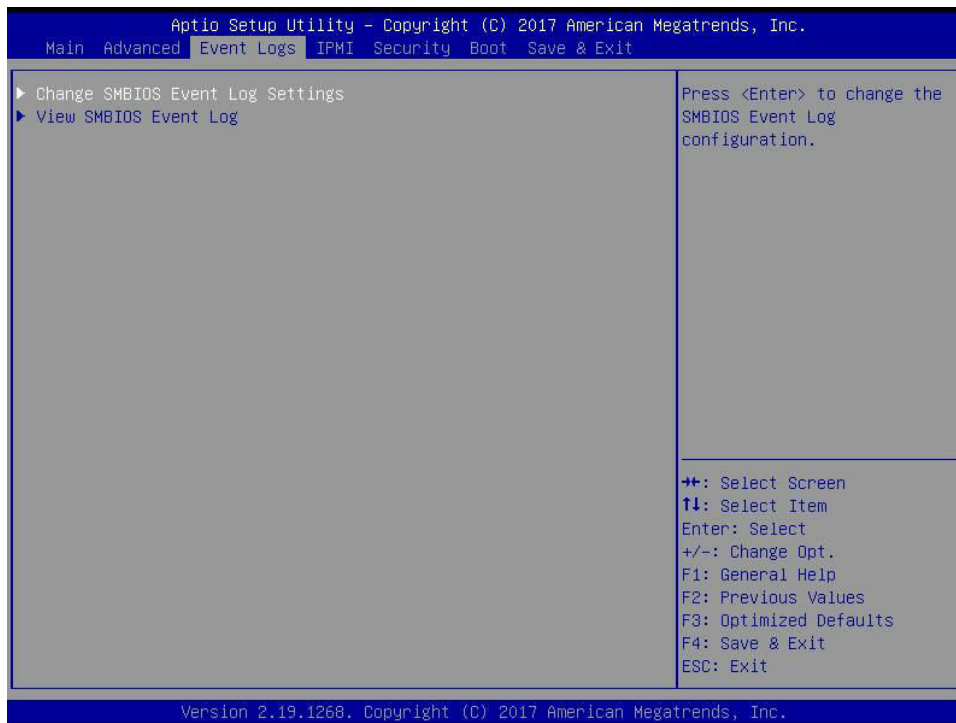 Aptio Setup Utility – Copyright (C) 2017 American Megatrends, Inc.
Main Advanced Event Logs IPMI Security Boot Save & Exit
Change SMBIOS Event Log Settings
View SMBIOS Event Log
Press <Enter> to change the
SMBIOS Event Log
configuration.
→←: Select Screen
↑↓: Select Item
Enter: Select
+/-: Change Opt.
F1: General Help
F2: Previous Values
F3: Optimized Defaults
F4: Save & Exit
ESC: Exit
Version 2.19.1268. Copyright (C) 2017 American Megatrends, Inc.